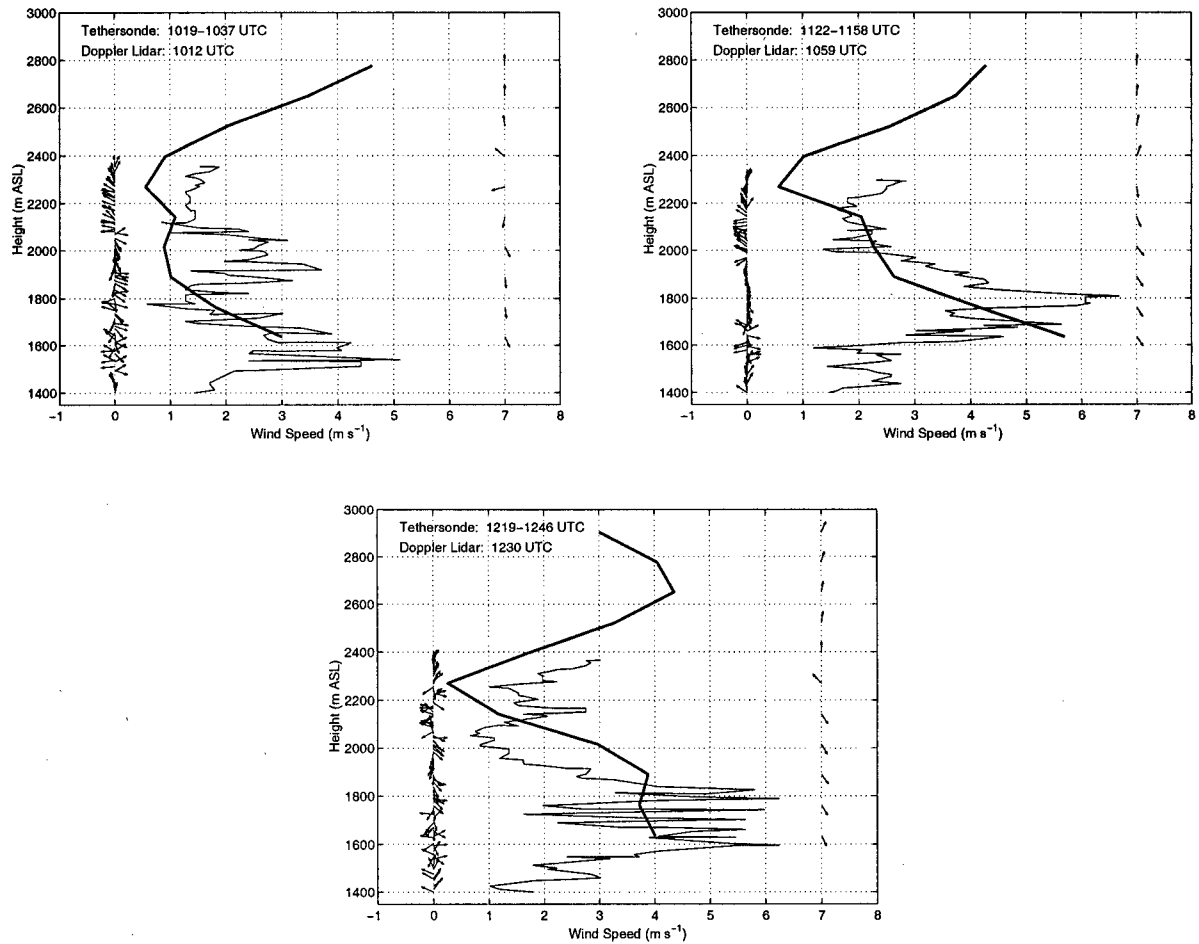 Tethersonde: 1019-1037 UTC
Doppler Lidar: 1012 UTC
3000
2800
2600
2400
2200
2000
1800
1600
1400
Height (m ASL)
-1 0 1 2 3 4 5 6 7 8
Wind Speed (m s⁻¹)
Tethersonde: 1122-1158 UTC
Doppler Lidar: 1059 UTC
3000
2800
2600
2400
2200
2000
1800
1600
1400
Height (m ASL)
-1 0 1 2 3 4 5 6 7 8
Wind Speed (m s⁻¹)
Tethersonde: 1219-1246 UTC
Doppler Lidar: 1230 UTC
3000
2800
2600
2400
2200
2000
1800
1600
1400
Height (m ASL)
-1 0 1 2 3 4 5 6 7 8
Wind Speed (m s⁻¹)